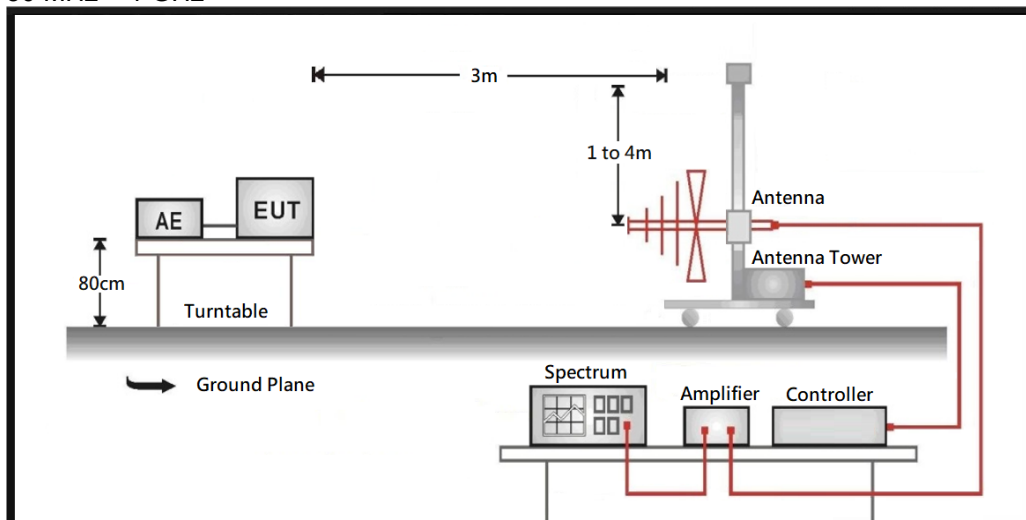 3m
1 to 4m
Antenna
AE
EUT
Antenna Tower
80cm
Turntable
Ground Plane
Spectrum
Amplifier
Controller